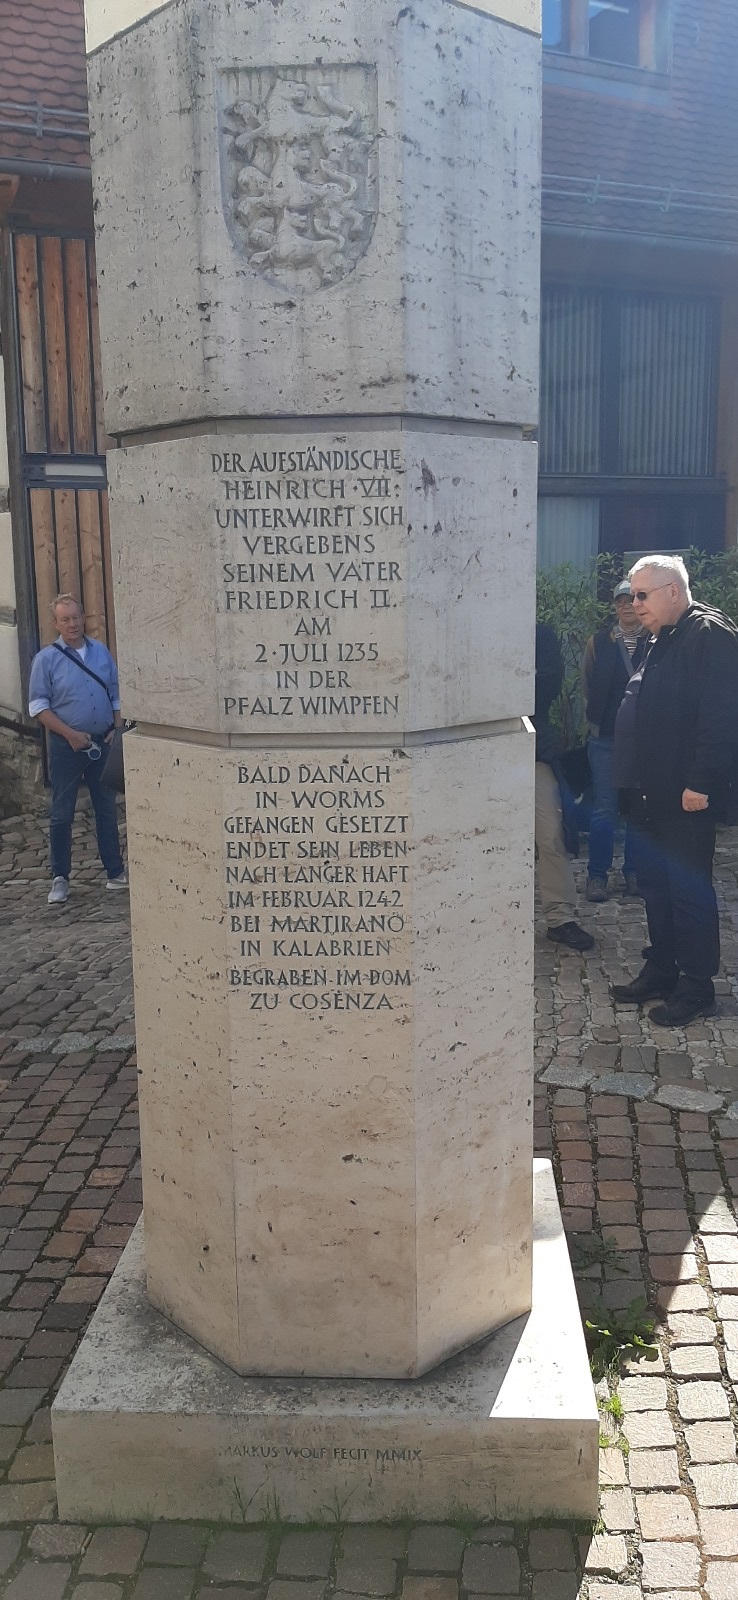 DER AUFSTÄNDISCHE
HEINRICH·VII:
UNTERWIRFT SICH
VERGEBENS
SEINEM VATER
FRIEDRICH II.
AM
2·JULI 1235
IN DER
PFALZ WIMPFEN
BALD DANACH
IN WORMS
GEFANGEN GESETZT
ENDET SEIN LEBEN
NACH LANGER HAFT
IM FEBRUAR 1242
BEI MARTIRANO
IN KALABRIEN
BEGRABEN IM DOM
ZU COSENZA
MARKUS WOLF FECIT MMIX